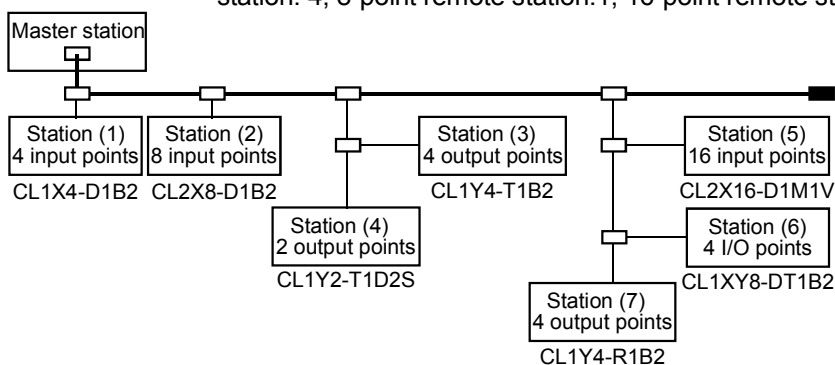 station: 4, 8-point remote station:1, 16-point remote st
Master station
Station (1)
4 input points
CL1X4-D1B2
Station (2)
8 input points
CL2X8-D1B2
Station (3)
4 output points
CL1Y4-T1B2
Station (4)
2 output points
CL1Y2-T1D2S
Station (5)
16 input points
CL2X16-D1M1V
Station (6)
4 I/O points
CL1XY8-DT1B2
Station (7)
4 output points
CL1Y4-R1B2